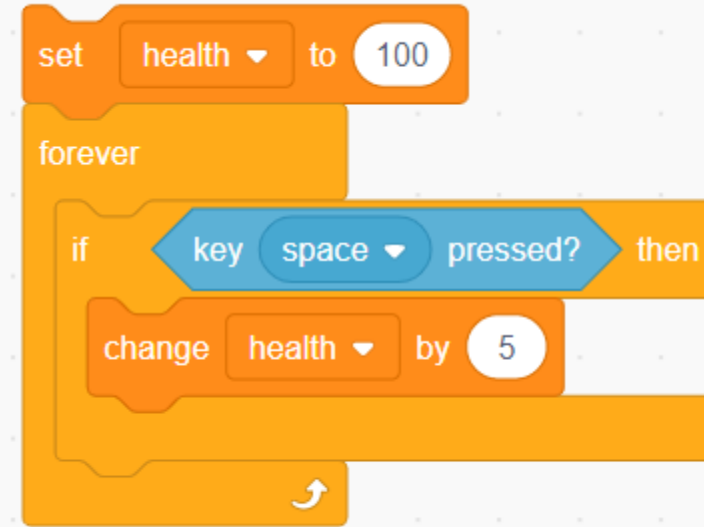 set health to 100
forever
if key space pressed? then
change health by 5